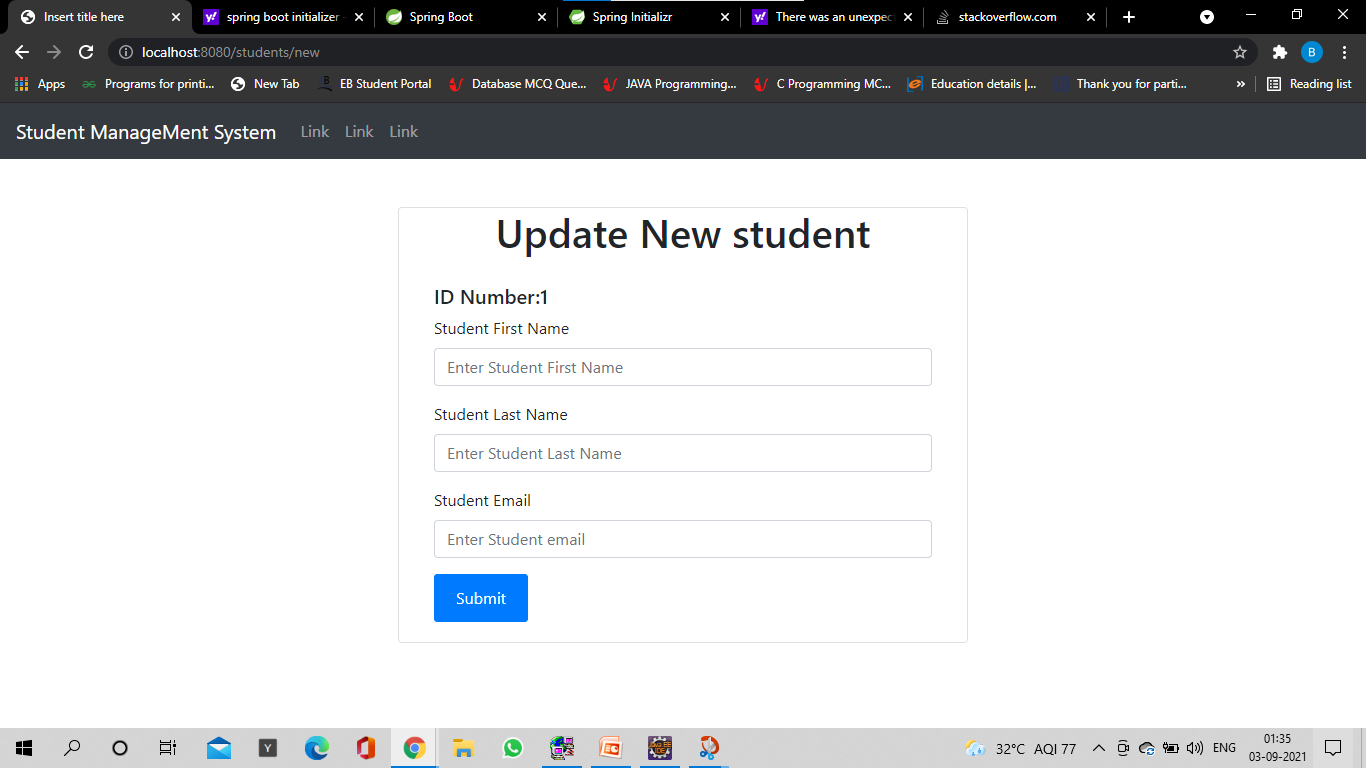 Insert title here
spring boot initializer
Spring Boot
Spring Initializr
There was an unexpec
stackoverflow.com
localhost:8080/students/new
B
Apps
Programs for printi...
New Tab
EB Student Portal
Database MCQ Que...
JAVA Programming...
C Programming MC...
Education details |...
Thank you for parti...
»
Reading list
Student ManageMent System
Link
Link
Link
Update New student
ID Number:1
Student First Name
Enter Student First Name
Student Last Name
Enter Student Last Name
Student Email
Enter Student email
Submit
32°C AQI 77
ENG
01:35
03-09-2021